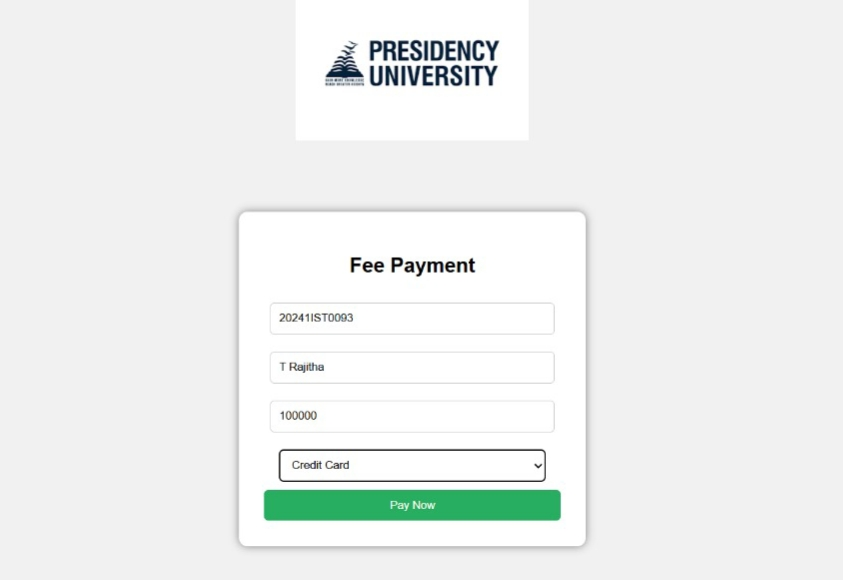 PRESIDENCY
UNIVERSITY
Fee Payment
20241IST0093
T Rajitha
100000
Credit Card
Pay Now